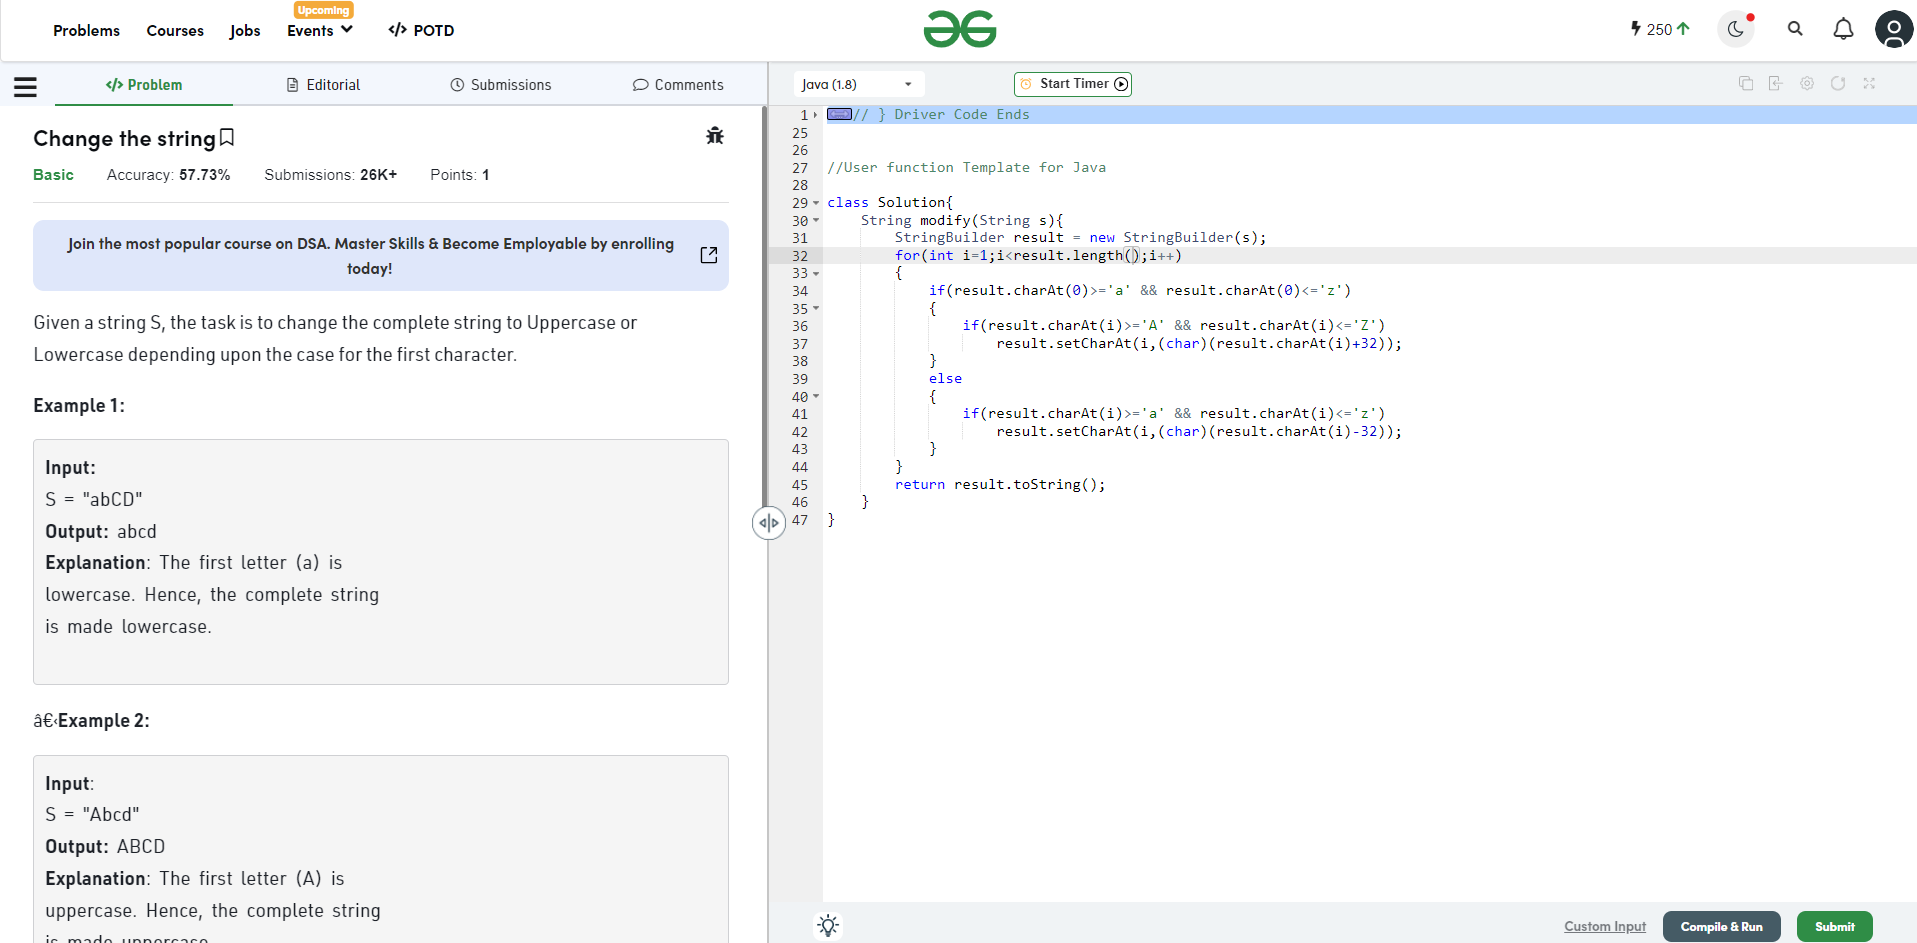 Upcoming
Problems Courses Jobs Events </> POTD
250
</> Problem Editorial Submissions Comments
Change the string
Basic Accuracy: 57.73% Submissions: 26K+ Points: 1
Join the most popular course on DSA. Master Skills & Become Employable by enrolling
today!
Given a string S, the task is to change the complete string to Uppercase or
Lowercase depending upon the case for the first character.
Example 1:
Input:
S = "abCD"
Output: abcd
Explanation: The first letter (a) is
lowercase. Hence, the complete string
is made lowercase.
â€‹Example 2:
Input:
S = "Abcd"
Output: ABCD
Explanation: The first letter (A) is
uppercase. Hence, the complete string
is made uppercase
Java (1.8) Start Timer
1 // } Driver Code Ends
25
26
27 //User function Template for Java
28
29 class Solution{
30 String modify(String s){
31 StringBuilder result = new StringBuilder(s);
32 for(int i=1;i<result.length();i++)
33 {
34 if(result.charAt(0)>='a' && result.charAt(0)<='z')
35 {
36 if(result.charAt(i)>='A' && result.charAt(i)<='Z')
37 result.setCharAt(i,(char)(result.charAt(i)+32));
38 }
39 else
40 {
41 if(result.charAt(i)>='a' && result.charAt(i)<='z')
42 result.setCharAt(i,(char)(result.charAt(i)-32));
43 }
44 }
45 return result.toString();
46 }
47 }
Custom Input Compile & Run Submit